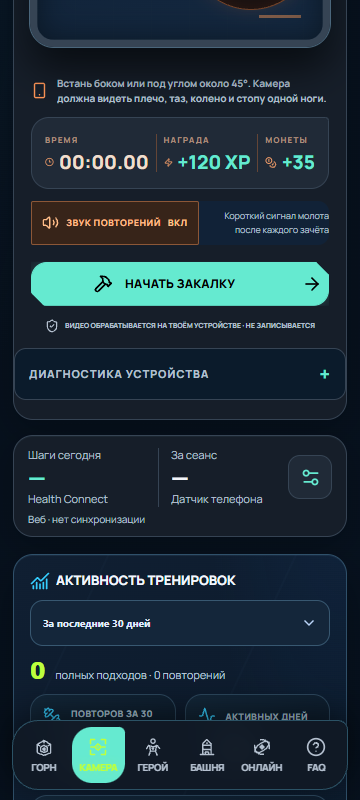 Встань боком или под углом около 45°. Камера
должна видеть плечо, таз, колено и стопу одной ноги.
ВРЕМЯ
00:00.00
НАГРАДА
+120 XP
МОНЕТЫ
+35
ЗВУК ПОВТОРЕНИЙ ВКЛ
Короткий сигнал молота
после каждого зачёта
НАЧАТЬ ЗАКАЛКУ
ВИДЕО ОБРАБАТЫВАЕТСЯ НА ТВОЁМ УСТРОЙСТВЕ · НЕ ЗАПИСЫВАЕТСЯ
ДИАГНОСТИКА УСТРОЙСТВА +
Шаги сегодня
—
Health Connect
Веб · нет синхронизации
За сеанс
—
Датчик телефона
АКТИВНОСТЬ ТРЕНИРОВОК
За последние 30 дней
0 полных подходов · 0 повторений
ПОВТОРОВ ЗА 30
АКТИВНЫХ ДНЕЙ
ГОРН
КАМЕРА
ГЕРОЙ
БАШНЯ
ОНЛАЙН
FAQ